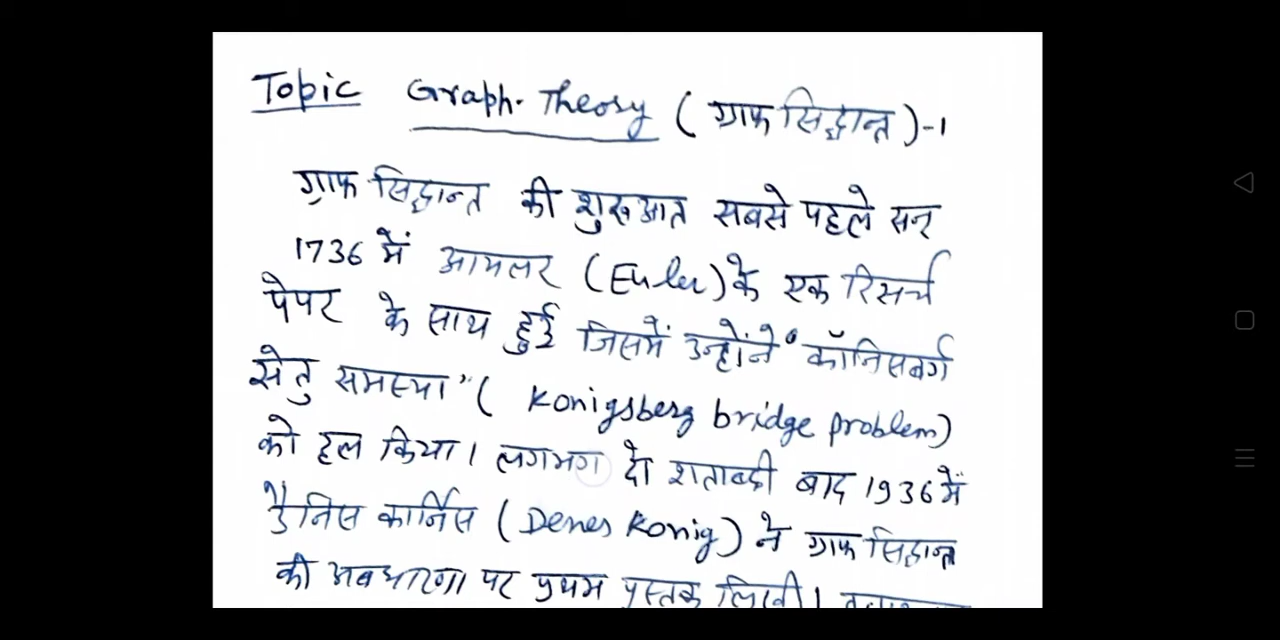 Topic Graph. Theory (ग्राफ सिद्धान्त)-1
ग्राफ सिद्धान्त की शुरुआत सबसे पहले सन
1736 में आयलर (Euler) के एक रिसर्च
पेपर के साथ हुई जिसमें उन्होंने "कॉनिसबर्ग
सेतु समस्या" ( Konigsberg bridge problem)
को हल किया। लगभग दो शताब्दी बाद 1936 में
डैनिस कार्निस (Denes Konig) ने ग्राफ सिद्धान्त
की अवधारणा पर प्रथम पुस्तक लिखी।